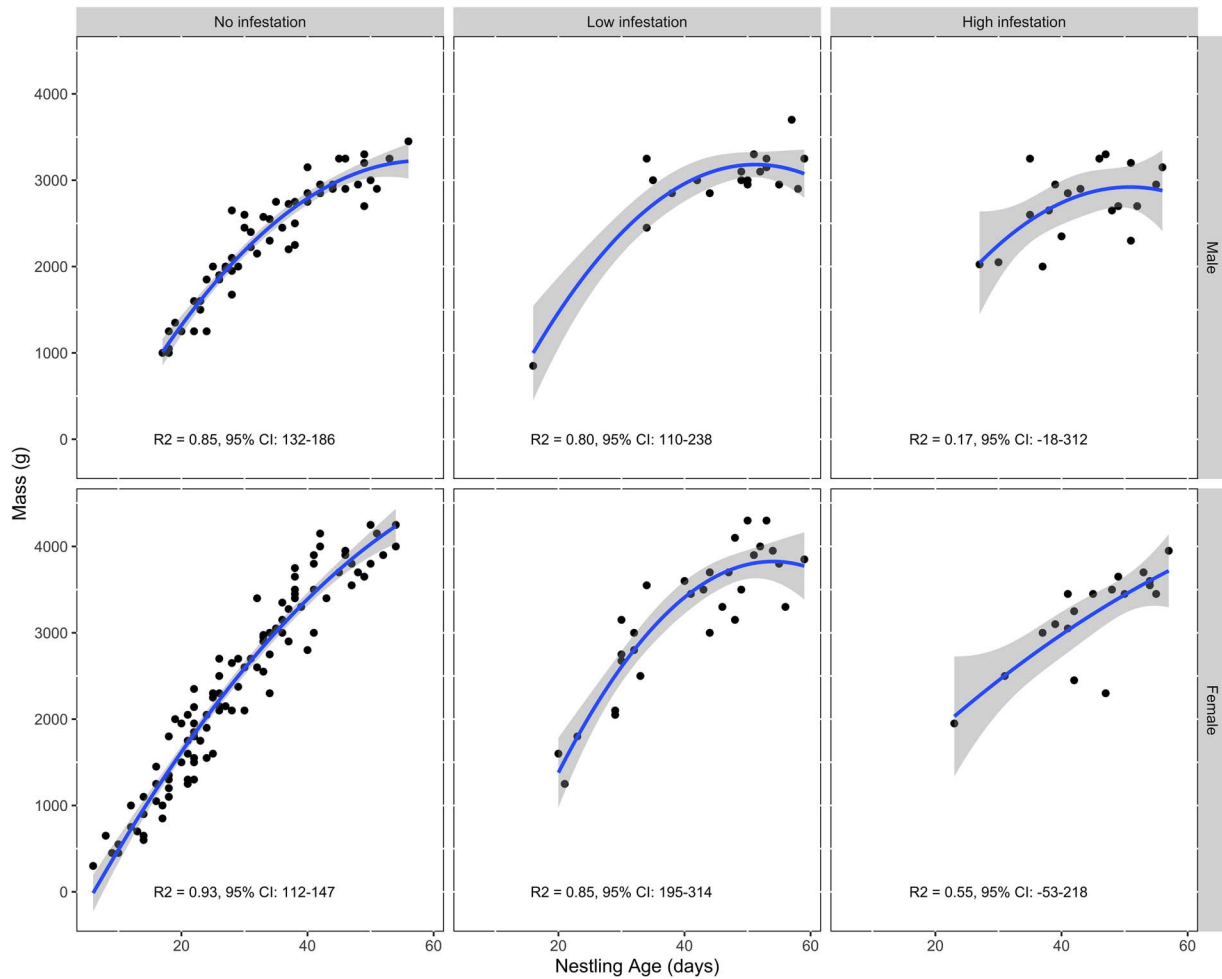 No infestation
Low infestation
High infestation
4000
3000
2000
1000
0
Male
R2 = 0.85, 95% CI: 132-186
R2 = 0.80, 95% CI: 110-238
R2 = 0.17, 95% CI: -18-312
Mass (g)
4000
3000
2000
1000
0
Female
R2 = 0.93, 95% CI: 112-147
R2 = 0.85, 95% CI: 195-314
R2 = 0.55, 95% CI: -53-218
20 40 60
20 40 60
20 40 60
Nestling Age (days)